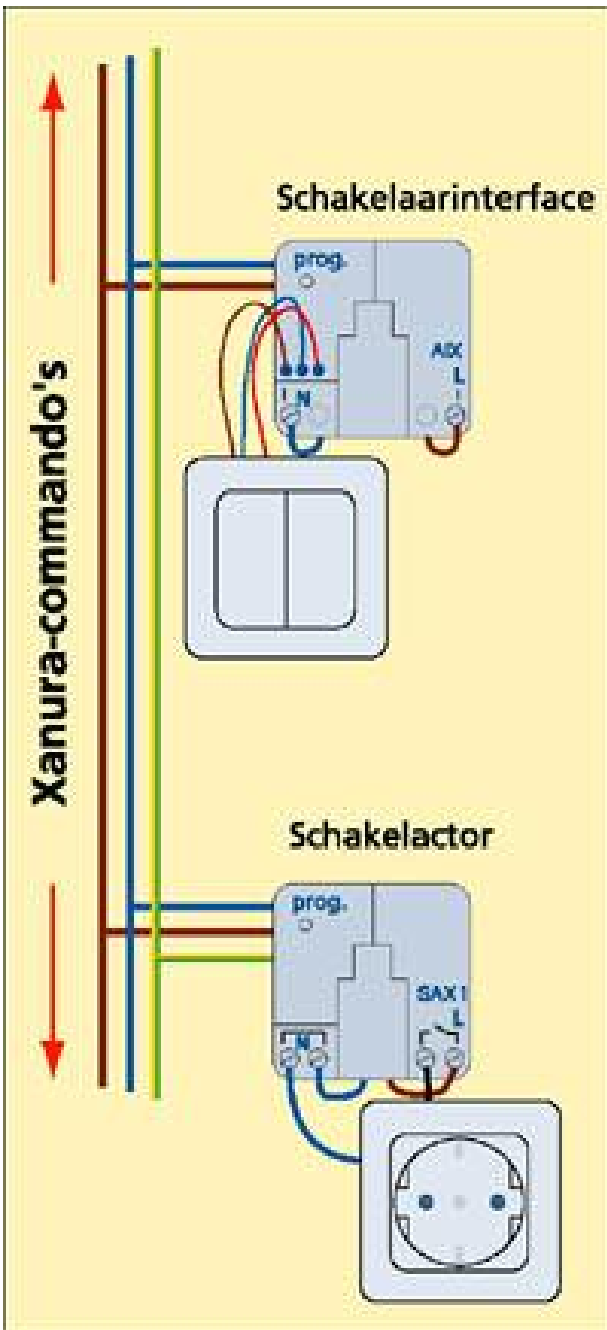 Schakelaarinterface
prog.
AIX
L
N
Xanura-commando's
Schakelactor
prog.
SAX I
L
N